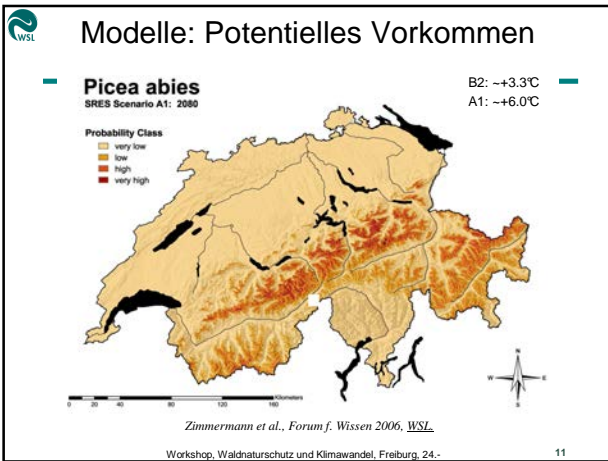 WSL
Modelle: Potentielles Vorkommen
Picea abies
SRES Scenario A1: 2080
B2: ~+3.3°C
A1: ~+6.0°C
Probability Class
very low
low
high
very high
N
W E
S
Kilometers
0 20 40 80 120 160
Zimmermann et al., Forum f. Wissen 2006, WSL.
Workshop, Waldnaturschutz und Klimawandel, Freiburg, 24.-
11